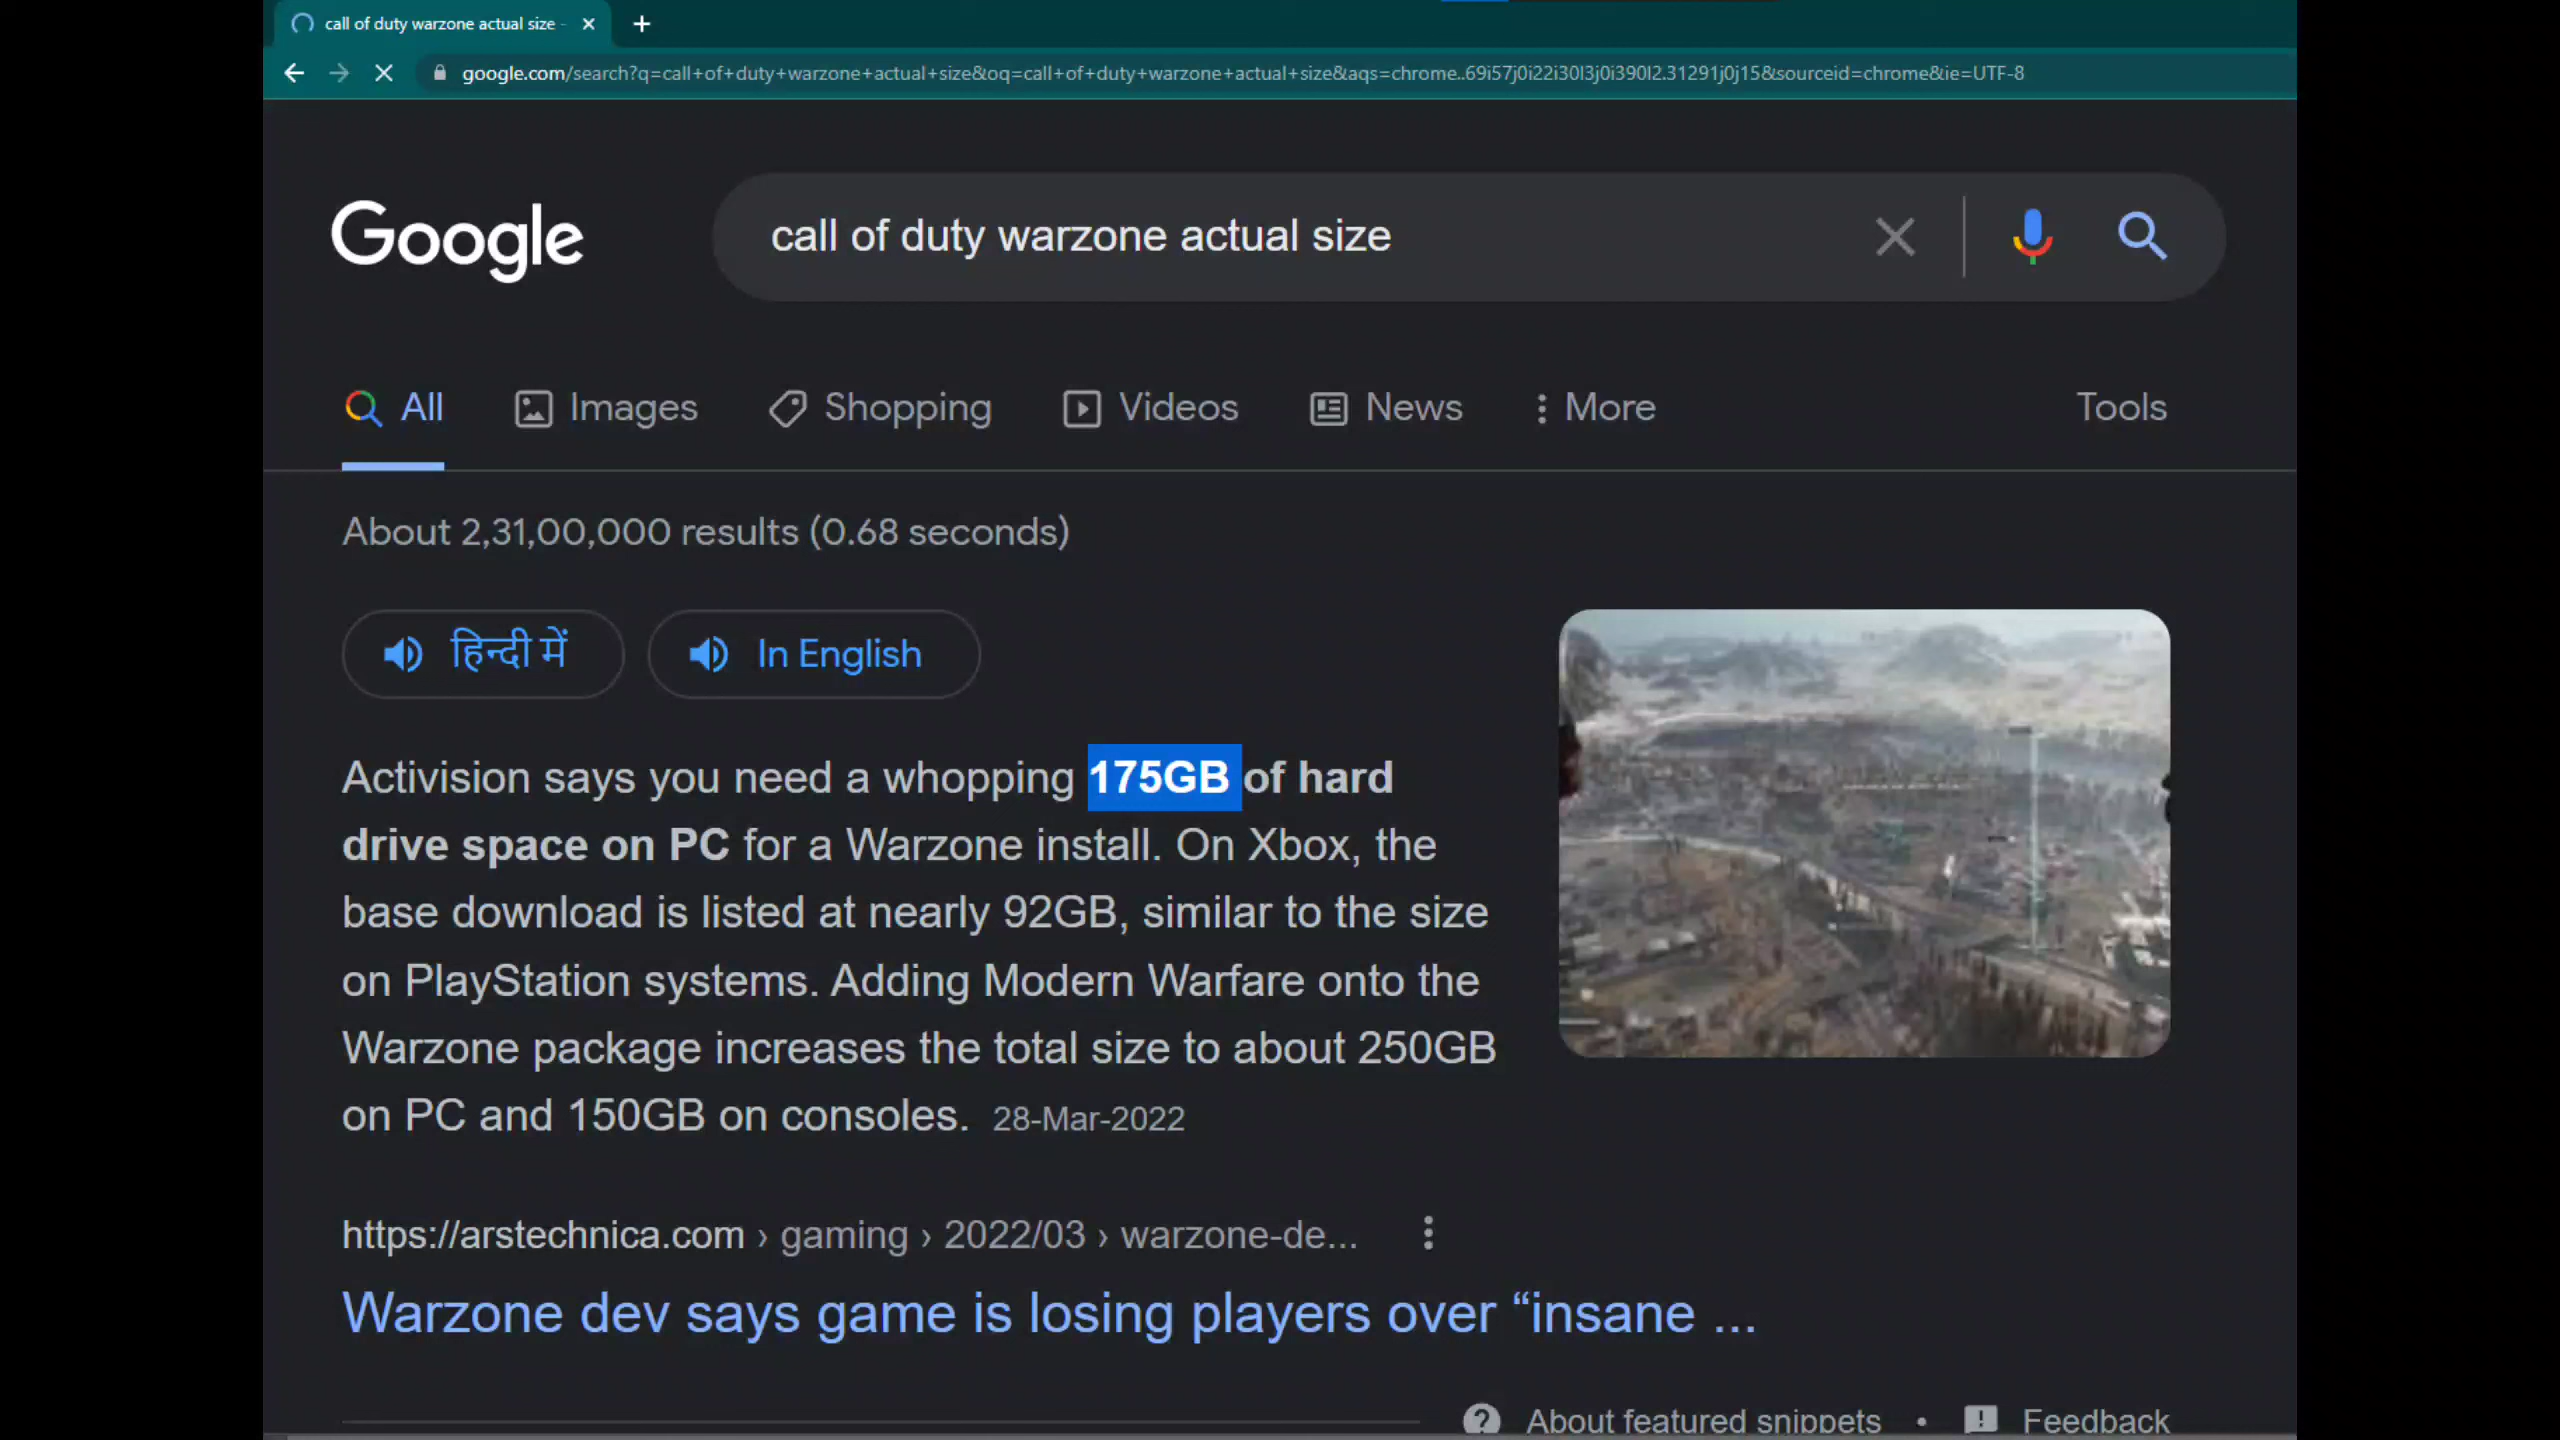 call of duty warzone actual size -
google.com/search?q=call+of+duty+warzone+actual+size&oq=call+of+duty+warzone+actual+size&aqs=chrome..69i57j0i22i30l3j0i390l2.31291j0j15&sourceid=chrome&ie=UTF-8
Google
call of duty warzone actual size
All Images Shopping Videos News More Tools
About 2,31,00,000 results (0.68 seconds)
हिन्दी में In English
Activision says you need a whopping 175GB of hard
drive space on PC for a Warzone install. On Xbox, the
base download is listed at nearly 92GB, similar to the size
on PlayStation systems. Adding Modern Warfare onto the
Warzone package increases the total size to about 250GB
on PC and 150GB on consoles. 28-Mar-2022
https://arstechnica.com › gaming › 2022/03 › warzone-de...
Warzone dev says game is losing players over “insane ...
About featured snippets • Feedback